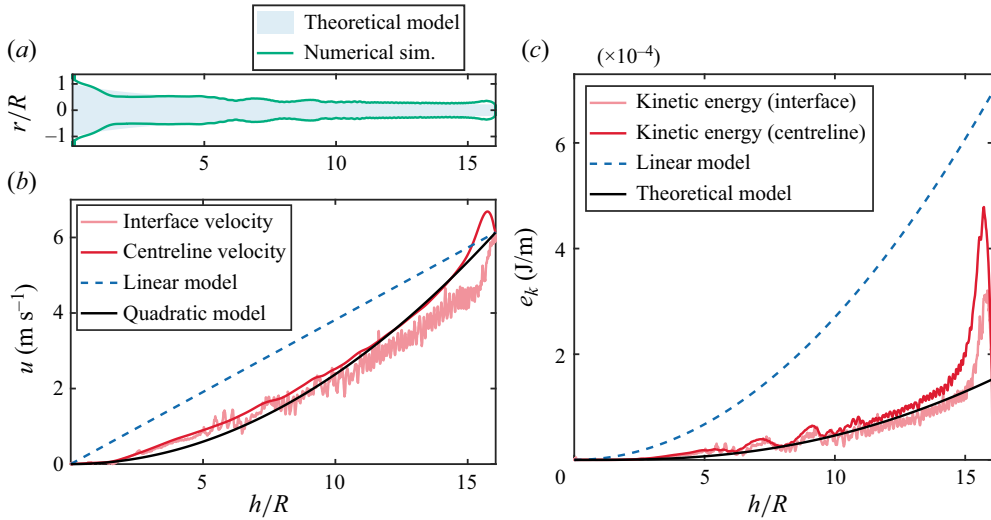 Theoretical model
Numerical sim.
(a)
1
0
−1
r/R
5
10
15
(b)
Interface velocity
Centreline velocity
Linear model
Quadratic model
6
4
2
0
u (m s⁻¹)
5
10
15
h/R
(c)
(×10⁻⁴)
Kinetic energy (interface)
Kinetic energy (centreline)
Linear model
Theoretical model
6
4
2
0
eₖ (J/m)
5
10
15
h/R